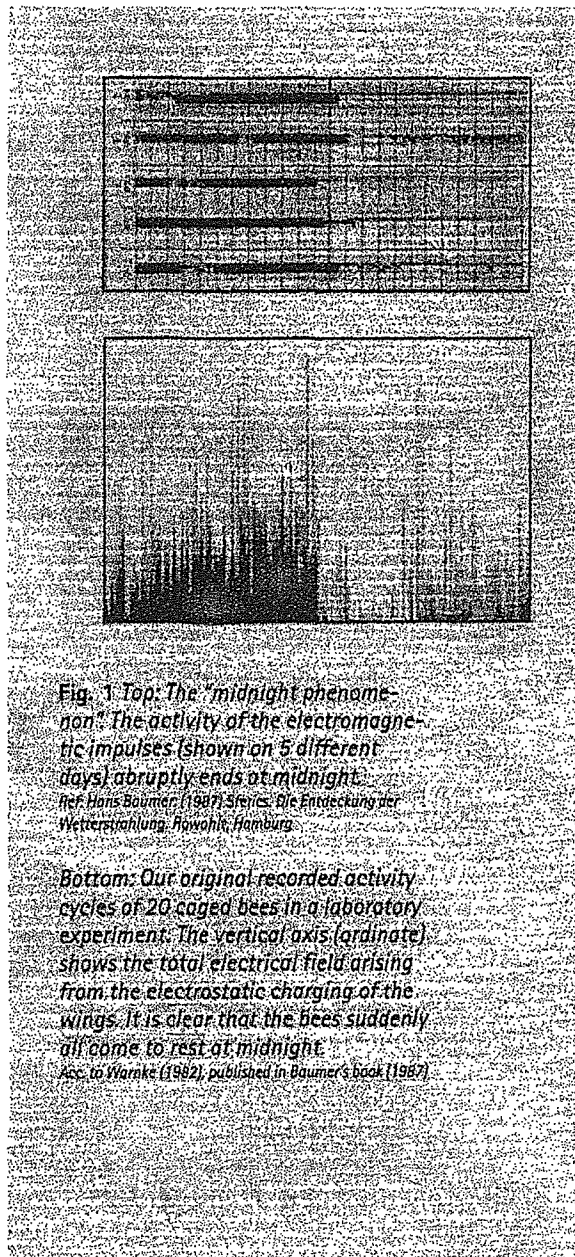 Fig. 1 Top: The "midnight phenome-
non". The activity of the electromagne-
tic impulses (shown on 5 different
days) abruptly ends at midnight.
Ref: Hans Baumer: (1987) Sferics. Die Entdeckung der
Wetterstrahlung. Rowohlt, Hamburg
Bottom: Our original recorded activity
cycles of 20 caged bees in a laboratory
experiment. The vertical axis (ordinate)
shows the total electrical field arising
from the electrostatic charging of the
wings. It is clear that the bees suddenly
all come to rest at midnight.
Acc. to Warnke (1982), published in Baumer's book (1987)